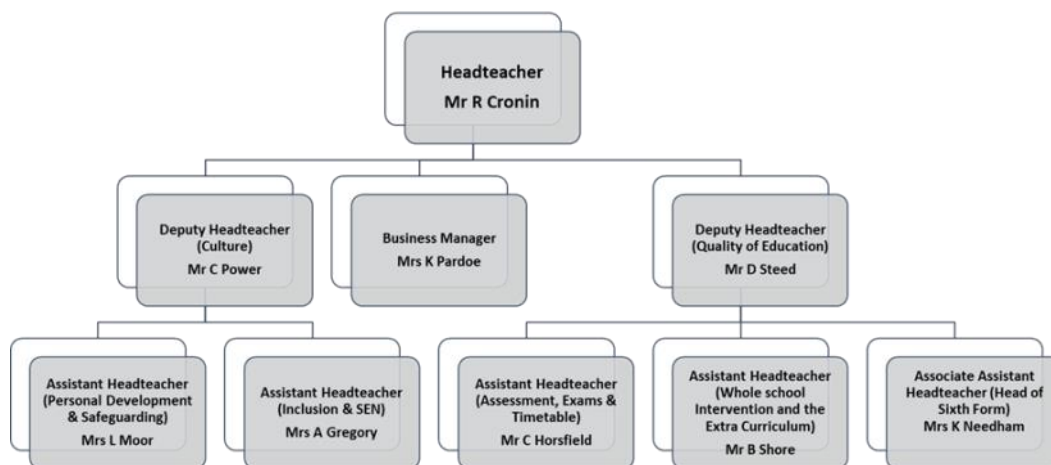 Headteacher
Mr R Cronin
Deputy Headteacher
(Culture)
Mr C Power
Business Manager
Mrs K Pardoe
Deputy Headteacher
(Quality of Education)
Mr D Steed
Assistant Headteacher
(Personal Development
& Safeguarding)
Mrs L Moor
Assistant Headteacher
(Inclusion & SEN)
Mrs A Gregory
Assistant Headteacher
(Assessment, Exams &
Timetable)
Mr C Horsfield
Assistant Headteacher
(Whole school
Intervention and the
Extra Curriculum)
Mr B Shore
Associate Assistant
Headteacher (Head of
Sixth Form)
Mrs K Needham